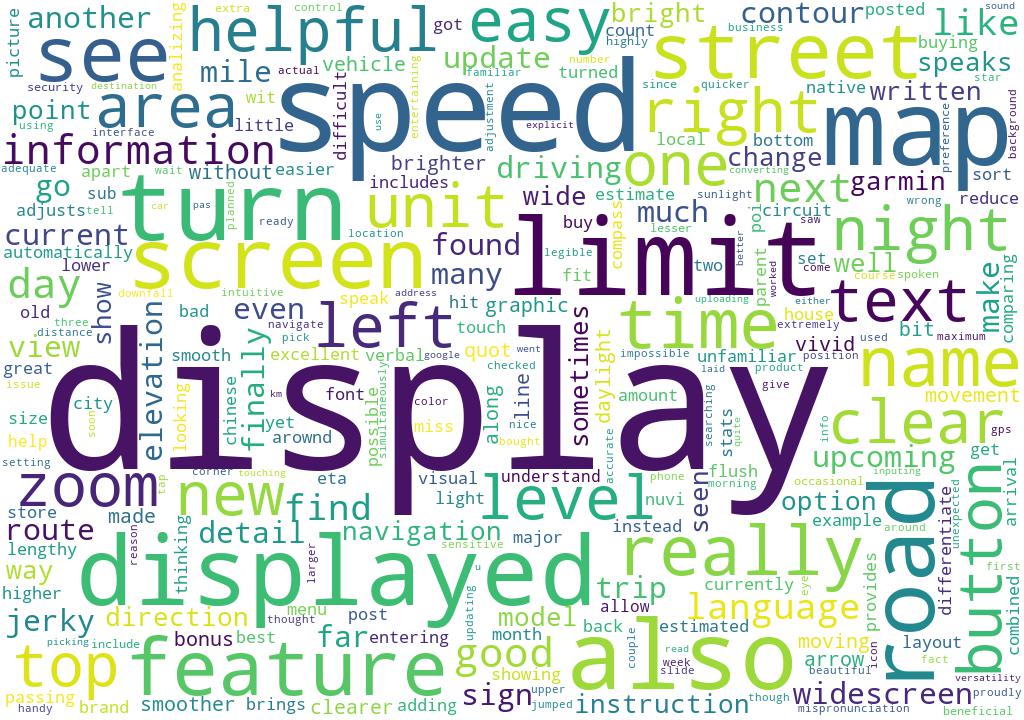 picture
another
see
analyzing
helpful
got
extra
control
easy
count
bright
business
contour
posted
like
sound
security
destination
mile
vehicle
update
familiar
highly
turned
street
buying
speaks
star
point
area
wit
actual
speed
adjustment
entertaining
use
difficult
explicit
since
quicker
native
written
using
interface
little
right
local
bottom
map
preference
background
information
brighter
driving
one
change
converting
adequate
apart
wait
without
easier
includes
wide
estimate
sunlight
next
garmin
wrong
sort
reduce
go
sub
turn
car
pas
planned
ready
unit
buy
much
lesser
poi
circuit
saw
adjusts
tell
location
legible
fit
compass
two
better
set
come
night
current
automatically
lower
screen
found
many
limit
parent
worked
well
course
spoken
day
downfall
intuitive
address
uploading
either
house
text
make
comparing
old
show
three
distance
elevation
bad
even
speak
left
hit
graphic
sometimes
daylight
time
extremely
bit
used
maximum
view
navigate
pick
touch
impossible
vivid
position
name
great
issue
smooth
excellent
verbal
google
quot
went
checked
unfamiliar
laid
product
movement
size
city
looking
chinese
finally
km
font
color
possible
simultaneously
miss
along
nice
line
amount
give
clear
info
gps
help
soon
display
yet
arownd
bought
accurate
searching
stats
quite
upcoming
get
setting
tap
corner
touching
eta
visual
understand
phone
flush
morning
occasional
inputing
zoom
new
find
light
level
nuvi
seen
option
road
button
arrival
store
made
route
detail
navigation
major
instead
example
around
differentiate
unexpected
lengthy
reason
thinking
larger
sensitive
way
higher
displayed
u
really
eye
provides
first
combined
trip
currently
jerky
direction
menu
thought
post
updating
model
allow
language
picking
include
bonus
best
far
entering
month
back
estimated
moving
icon
layout
top
feature
good
showing
also
couple
read
week
slide
arrow
beautiful
fact
versatility
passing
handy
brand
smoother
brings
clearer
adding
sign
upper
jumped
instruction
though
widescreen
mispronunciation
proudly
beneficial
number